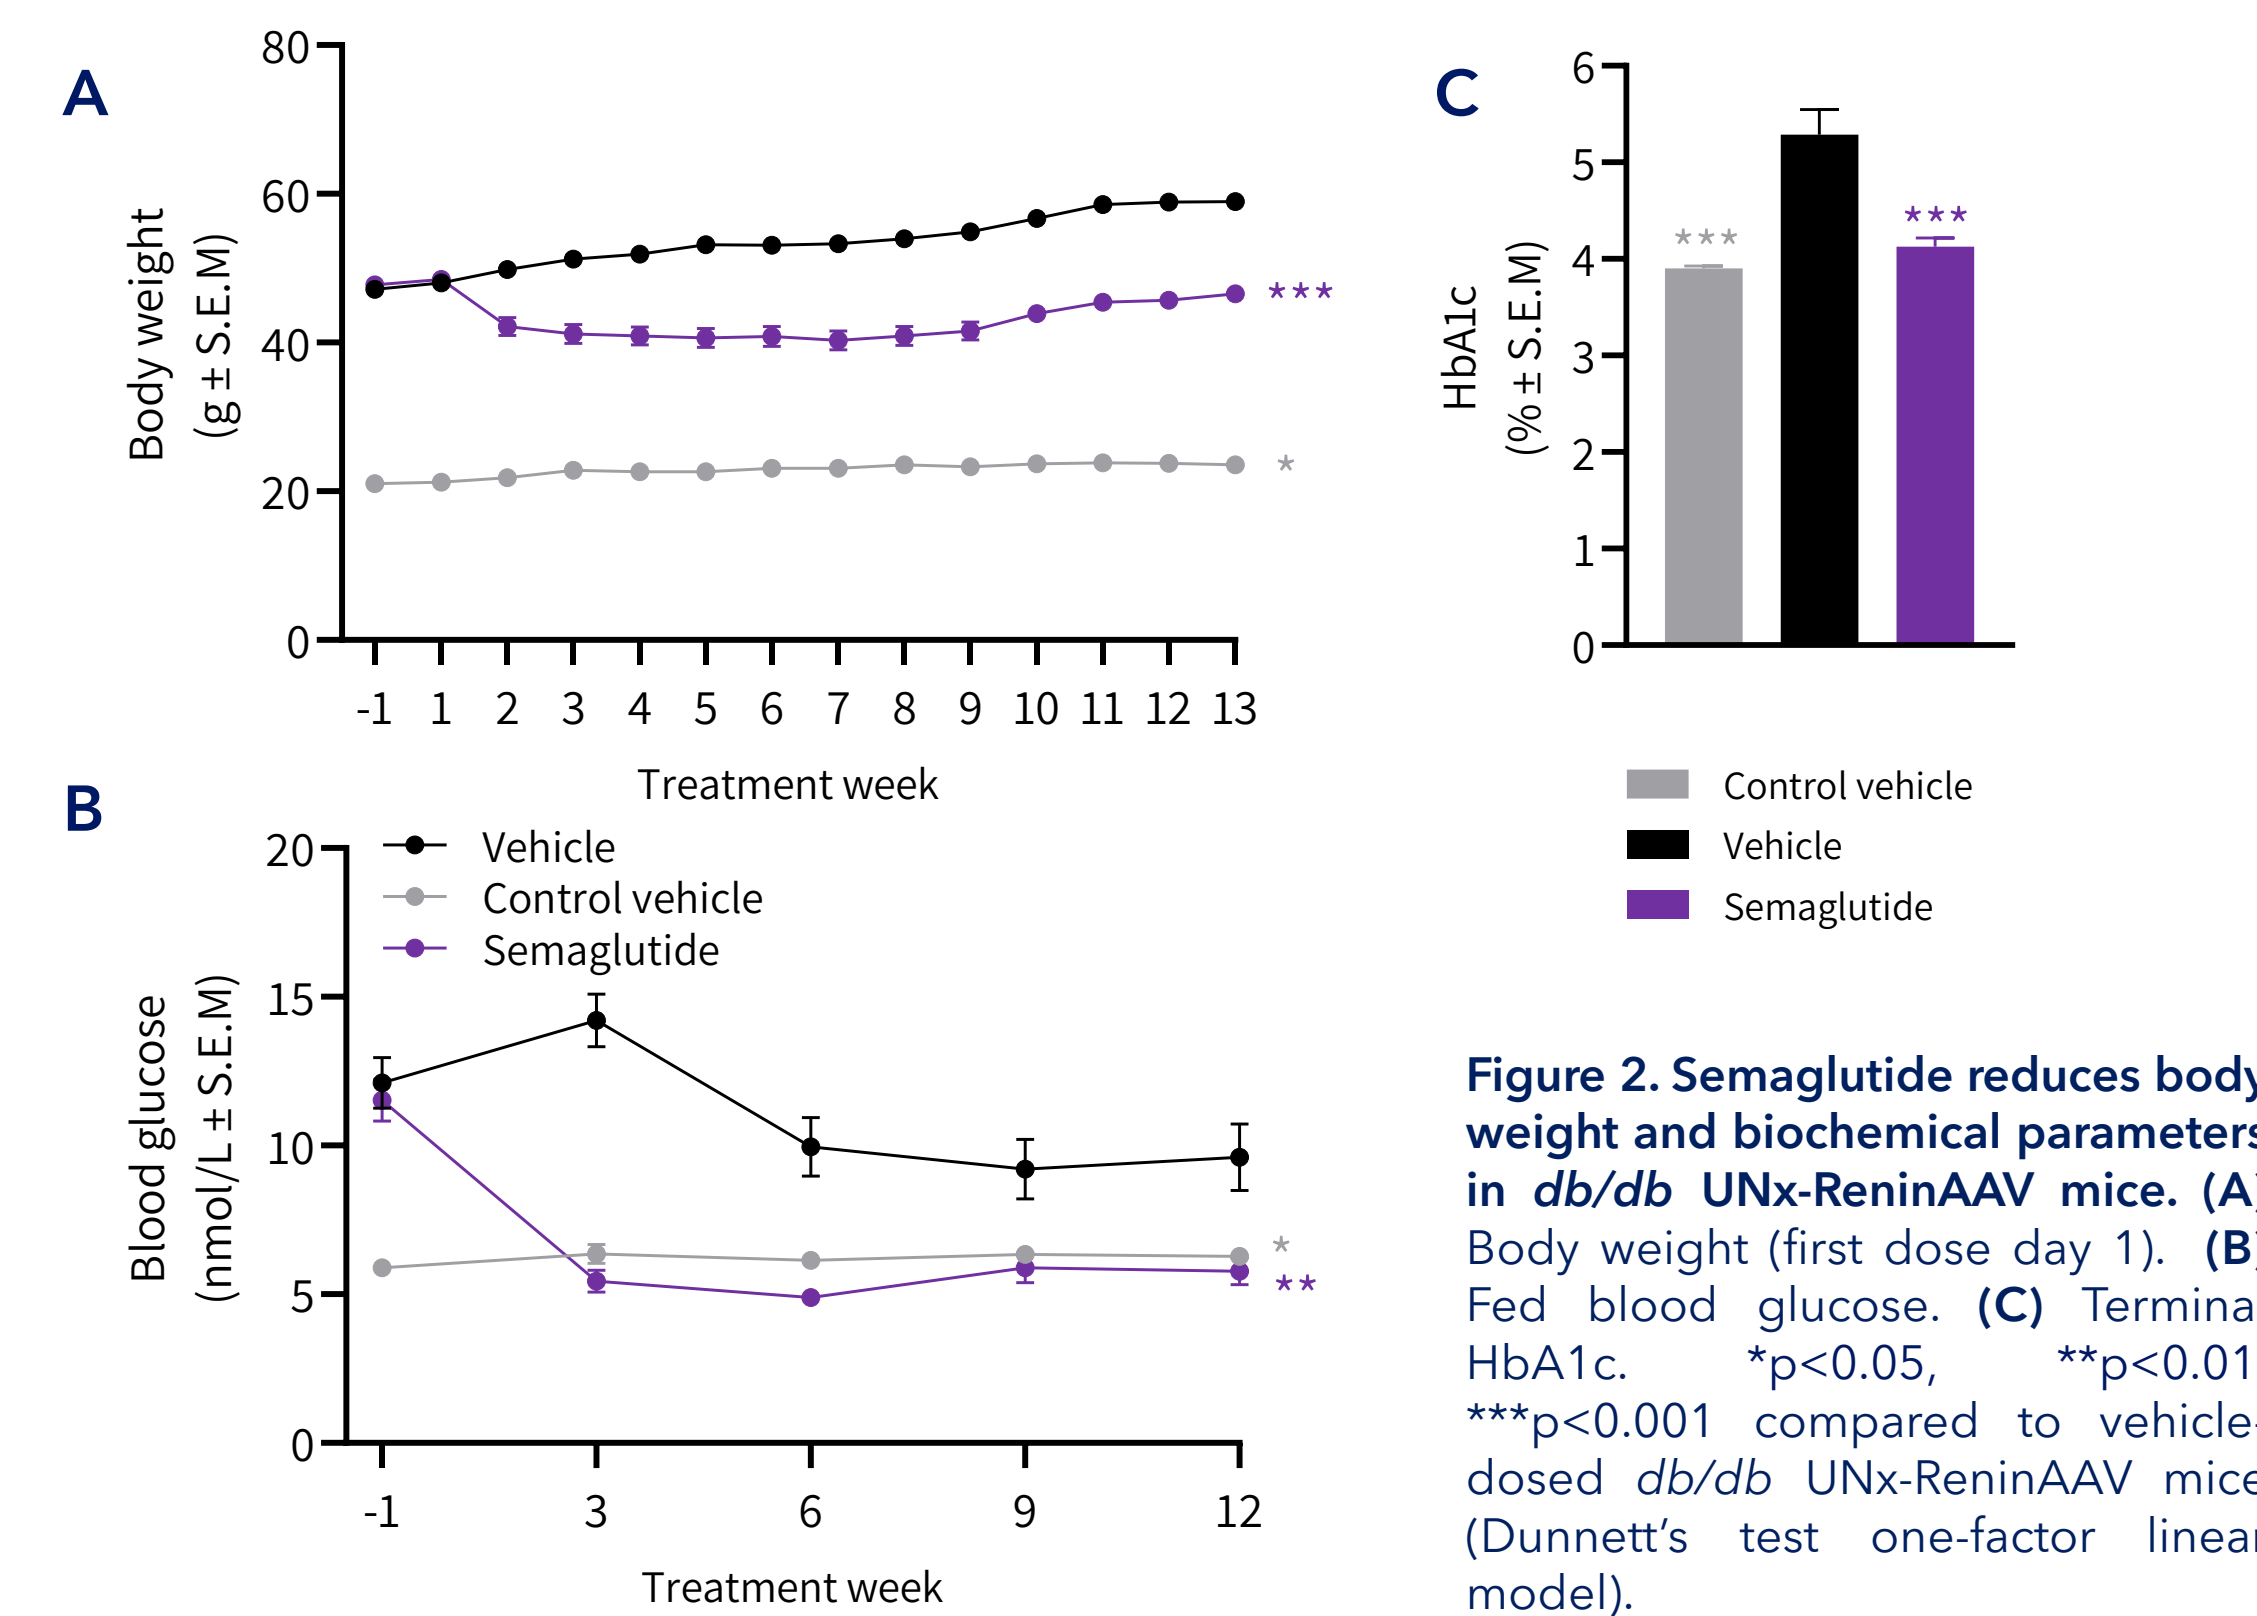 A
80
60
40
20
0
Body weight
(g ± S.E.M)
***
*
-1 1 2 3 4 5 6 7 8 9 10 11 12 13
Treatment week
B
20
15
10
5
0
Blood glucose
(nmol/L ± S.E.M)
Vehicle
Control vehicle
Semaglutide
*
**
-1 3 6 9 12
Treatment week
C
6
5
4
3
2
1
0
HbA1c
(% ± S.E.M)
***
***
Control vehicle
Vehicle
Semaglutide
Figure 2. Semaglutide reduces body
weight and biochemical parameters
in db/db UNx-ReninAAV mice. (A)
Body weight (first dose day 1). (B)
Fed blood glucose. (C) Termina
HbA1c. *p<0.05, **p<0.01
***p<0.001 compared to vehicle-
dosed db/db UNx-ReninAAV mice
(Dunnett’s test one-factor linear
model).